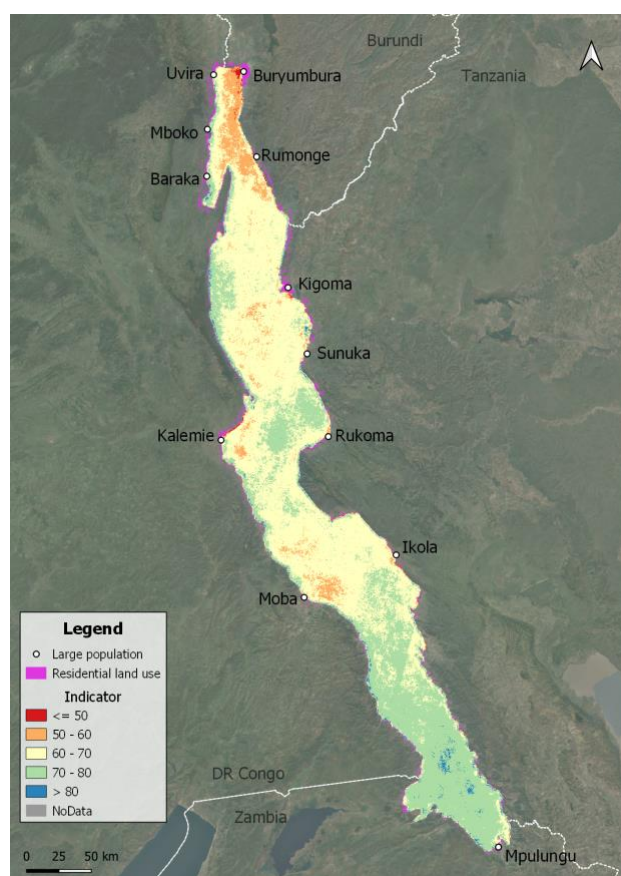 Burundi
Tanzania
Uvira
Buryumbura
Mboko
Rumonge
Baraka
Kigoma
Sunuka
Kalemie
Rukoma
Ikola
Moba
Legend
Large population
Residential land use
Indicator
<= 50
50 - 60
60 - 70
70 - 80
> 80
NoData
DR Congo
Zambia
Mpulungu
0 25 50 km